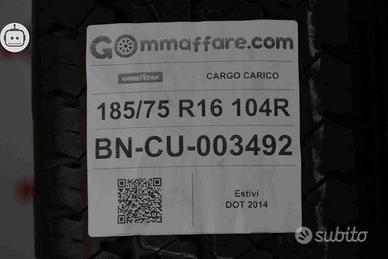 GOmmaffare.com
GOODYEAR
CARGO CARICO
185/75 R16 104R
BN-CU-003492
Estivi
DOT 2014
subito